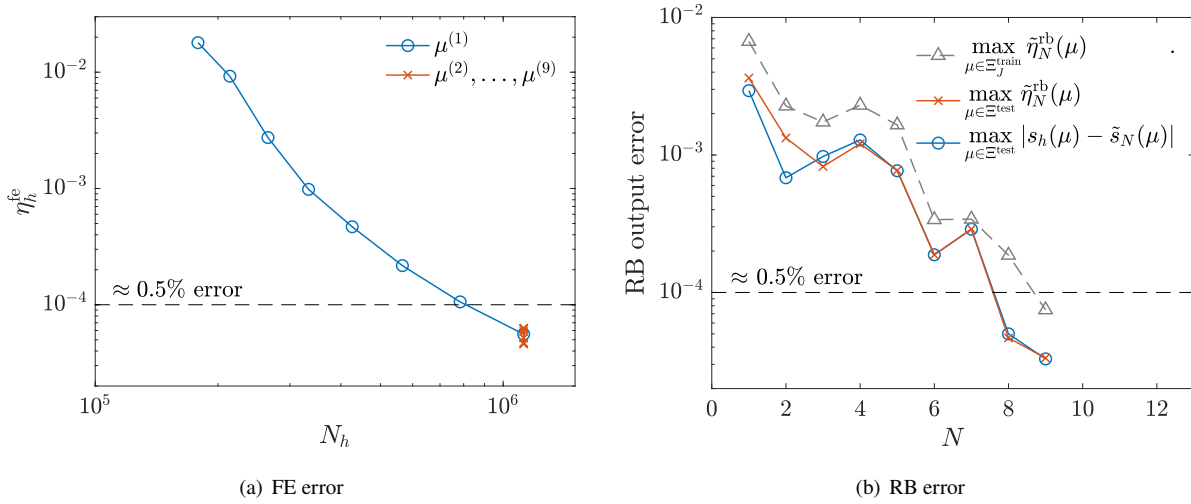 10^{-2}
10^{-3}
10^{-4}
η_h^{fe}
μ^{(1)}
μ^{(2)}, . . . , μ^{(9)}
≈ 0.5% error
10^5
10^6
N_h
(a) FE error
10^{-2}
10^{-3}
10^{-4}
RB output error
max_{μ∈Ξ_J^{train}} η̃_N^{rb}(μ)
.
max_{μ∈Ξ^{test}} η̃_N^{rb}(μ)
max_{μ∈Ξ^{test}} |s_h(μ) − s̃_N(μ)|
≈ 0.5% error
0 2 4 6 8 10 12
N
(b) RB error